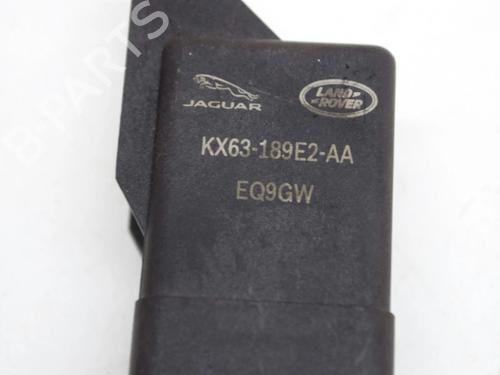 B-PARTS
JAGUAR
LAND
ROVER
KX63-189E2-AA
EQ9GW